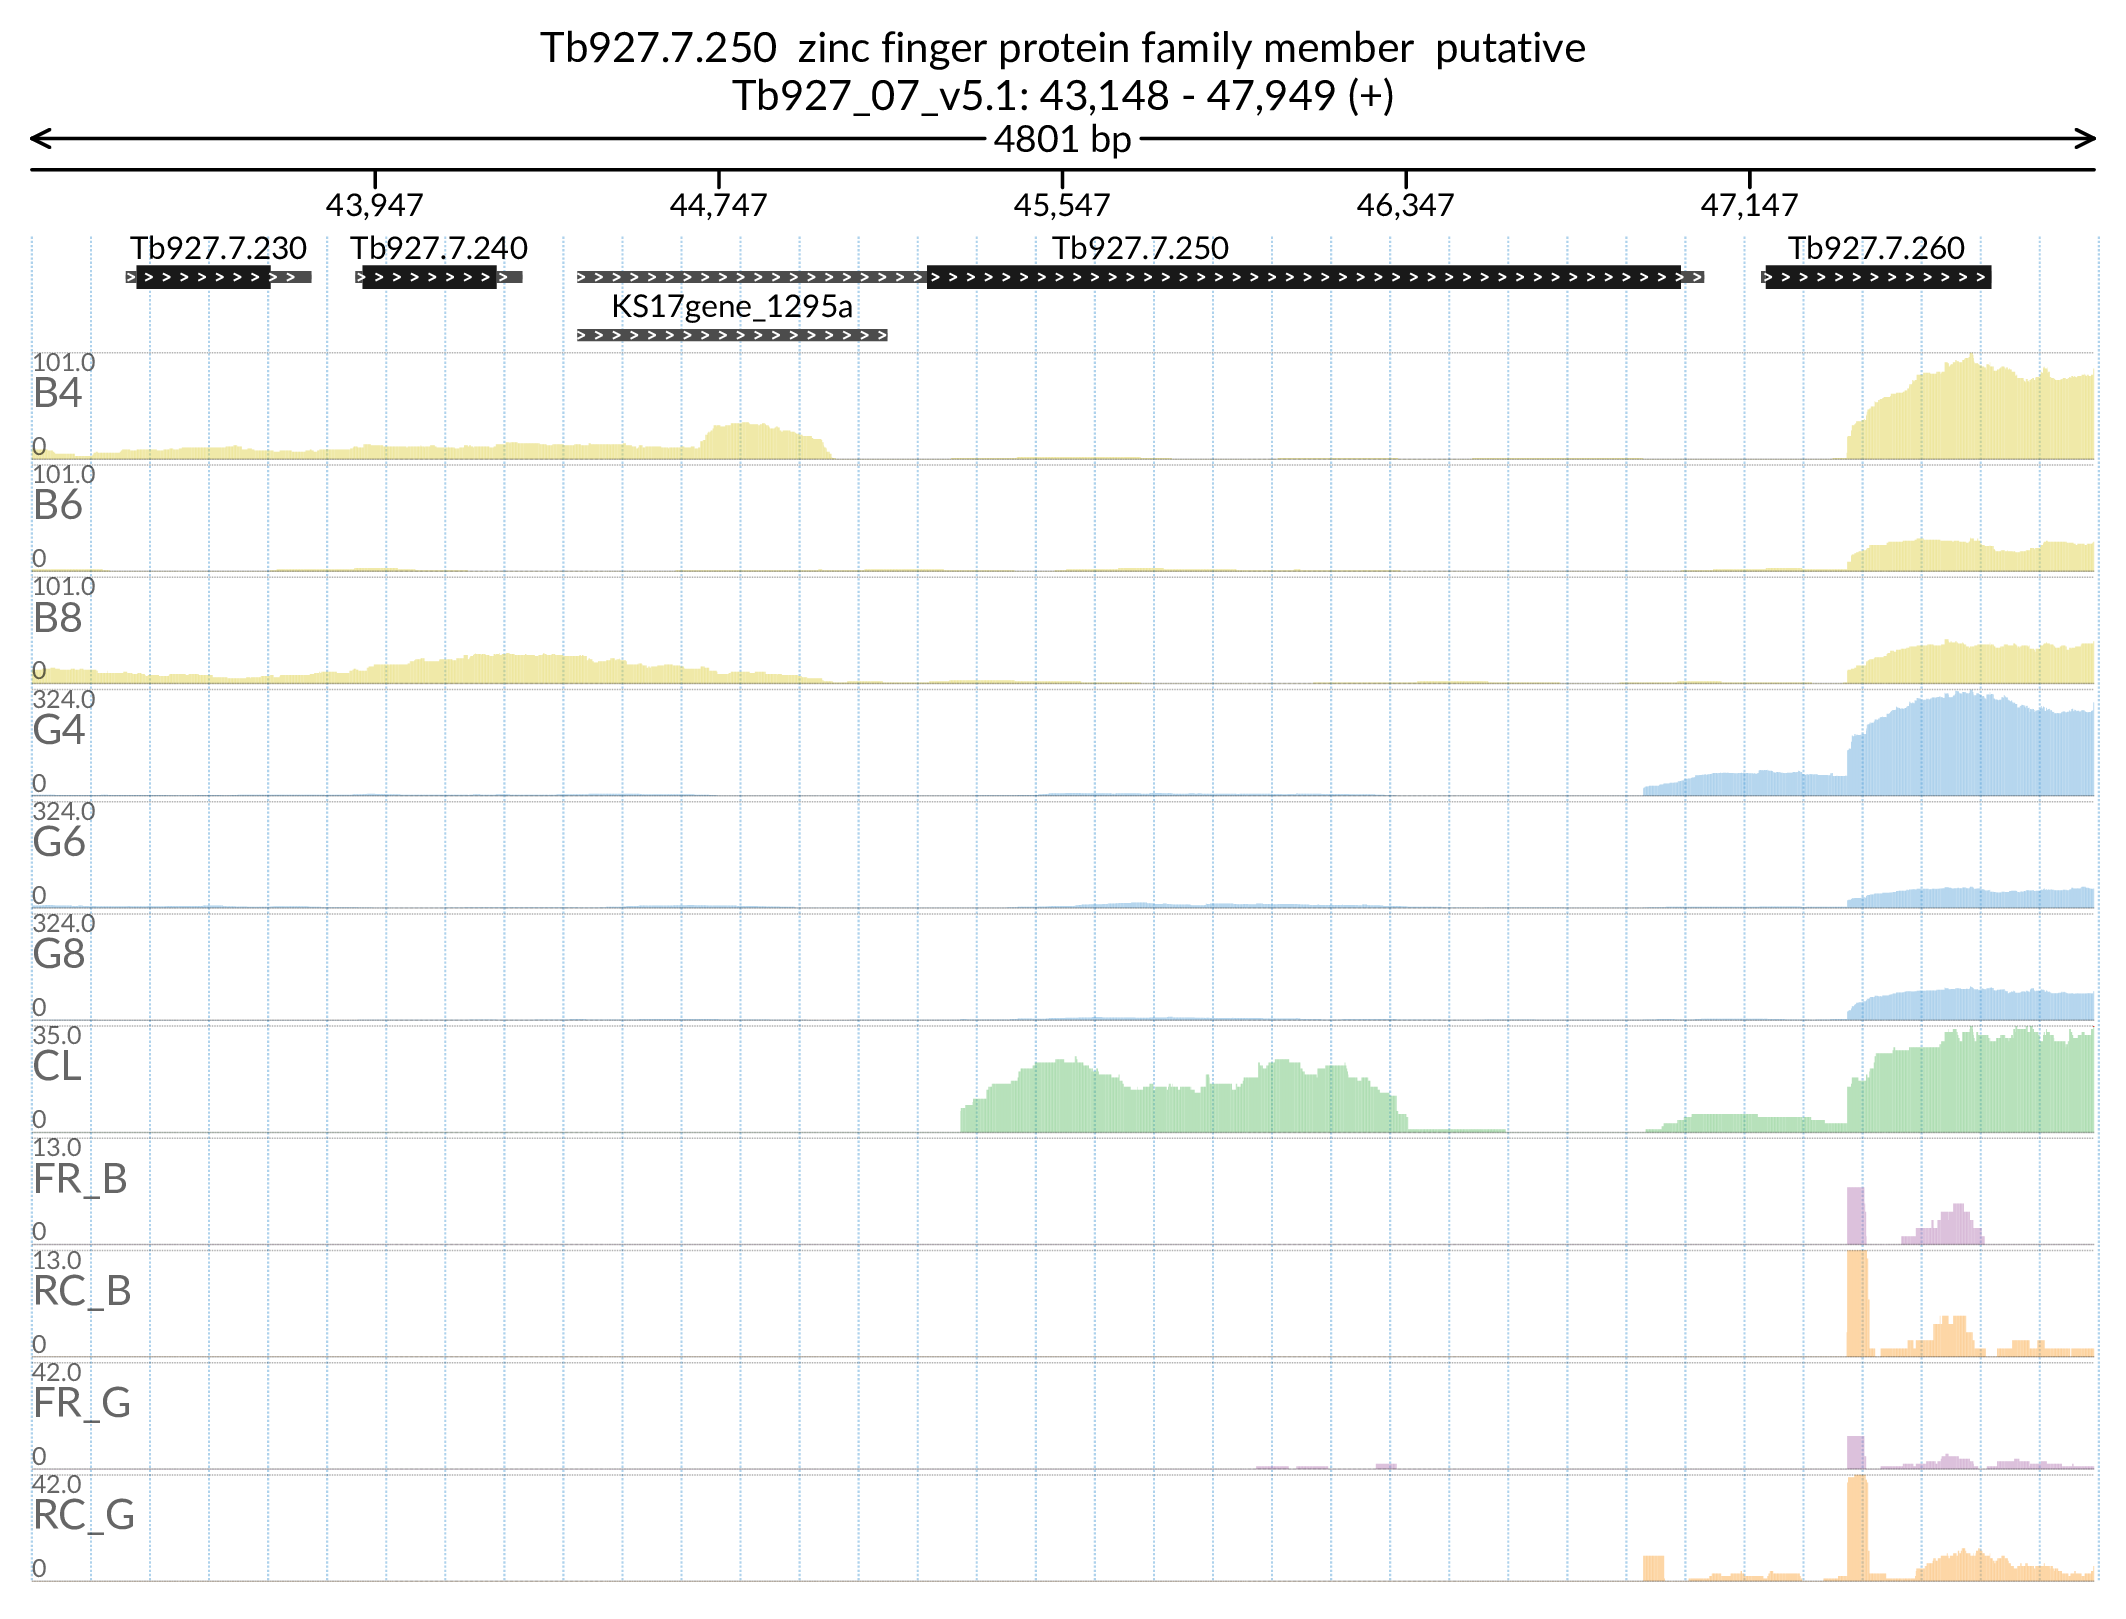 Tb927.7.250 zinc finger protein family member putative
Tb927_07_v5.1: 43,148 - 47,949 (+)
4801 bp
43,947 44,747 45,547 46,347 47,147
Tb927.7.230 Tb927.7.240 Tb927.7.250 Tb927.7.260
KS17gene_1295a
101.0
B4
0
101.0
B6
0
101.0
B8
0
324.0
G4
0
324.0
G6
0
324.0
G8
0
35.0
CL
0
13.0
FR_B
0
13.0
RC_B
0
42.0
FR_G
0
42.0
RC_G
0